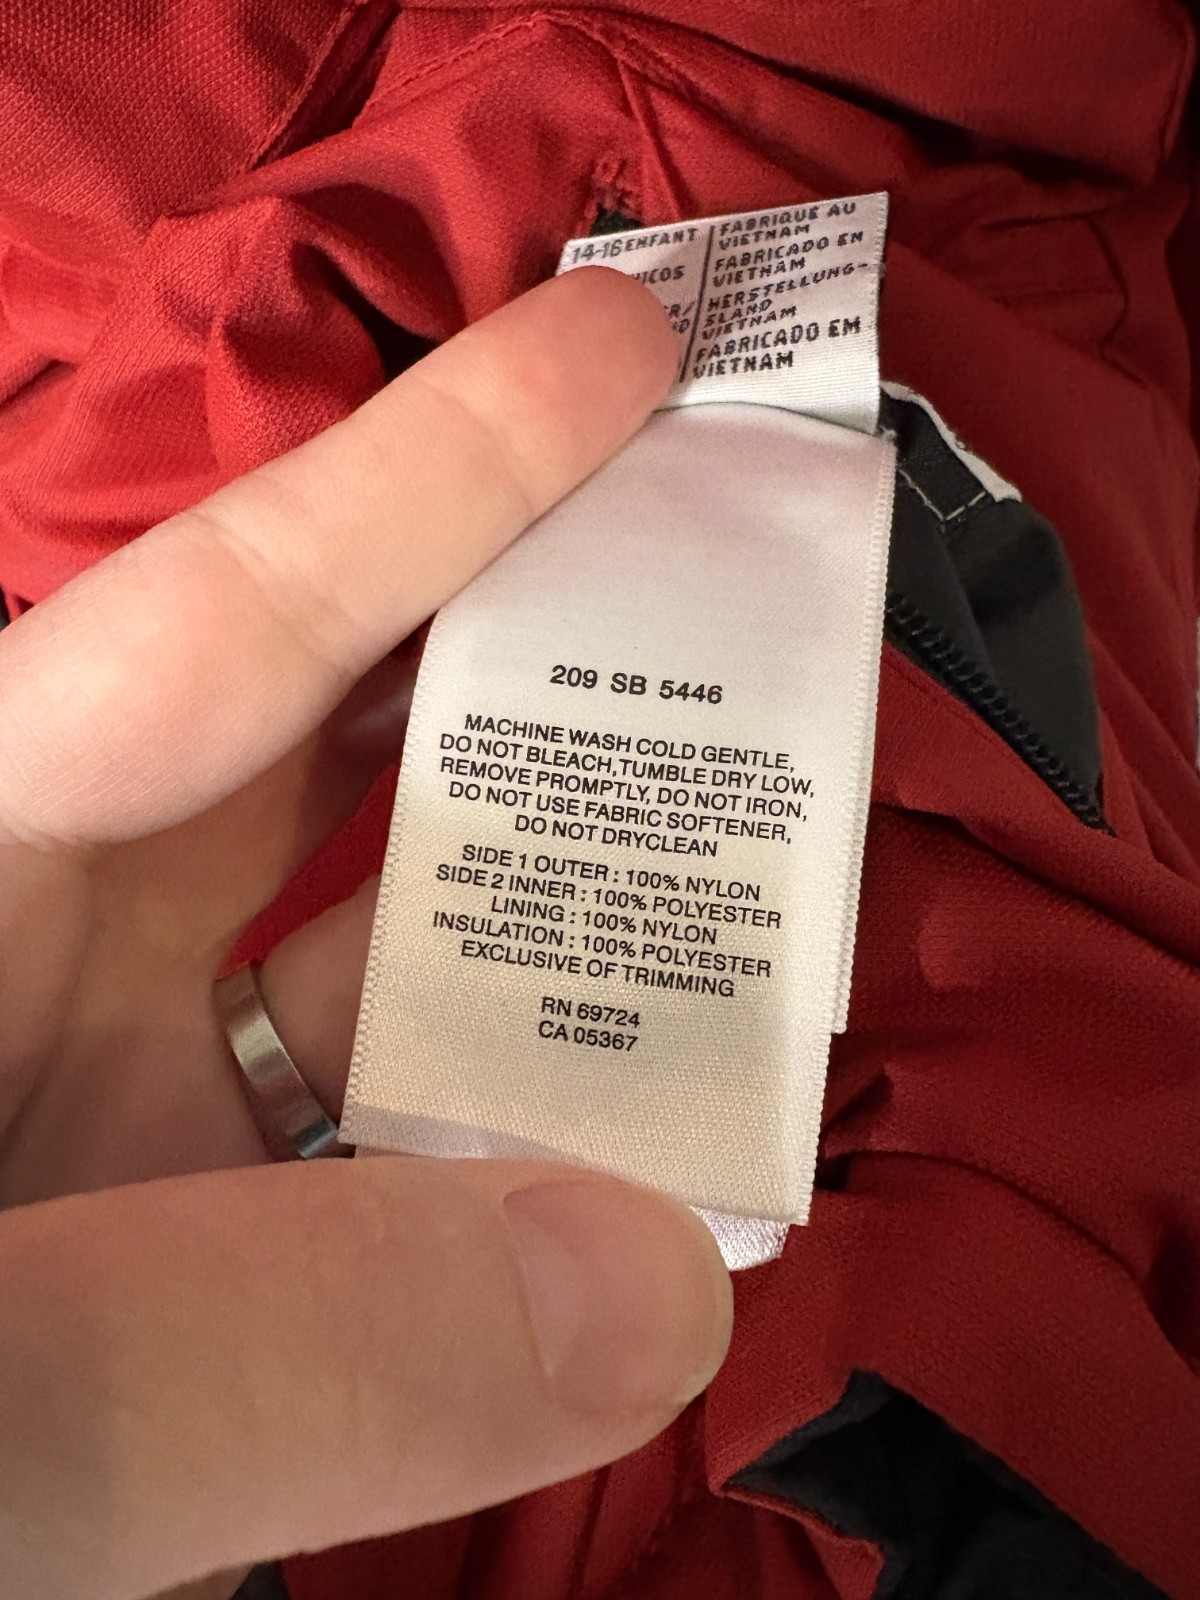 14-16 ENFANT
FABRIQUÉ AU
VIETNAM
FABRICADO EN
VIETNAM
HERSTELLUNG-
SLAND
VIETNAM
FABRICADO EM
VIETNAM
209 SB 5446
MACHINE WASH COLD GENTLE,
DO NOT BLEACH,TUMBLE DRY LOW,
REMOVE PROMPTLY, DO NOT IRON,
DO NOT USE FABRIC SOFTENER,
DO NOT DRYCLEAN
SIDE 1 OUTER : 100% NYLON
SIDE 2 INNER : 100% POLYESTER
LINING : 100% NYLON
INSULATION : 100% POLYESTER
EXCLUSIVE OF TRIMMING
RN 69724
CA 05367